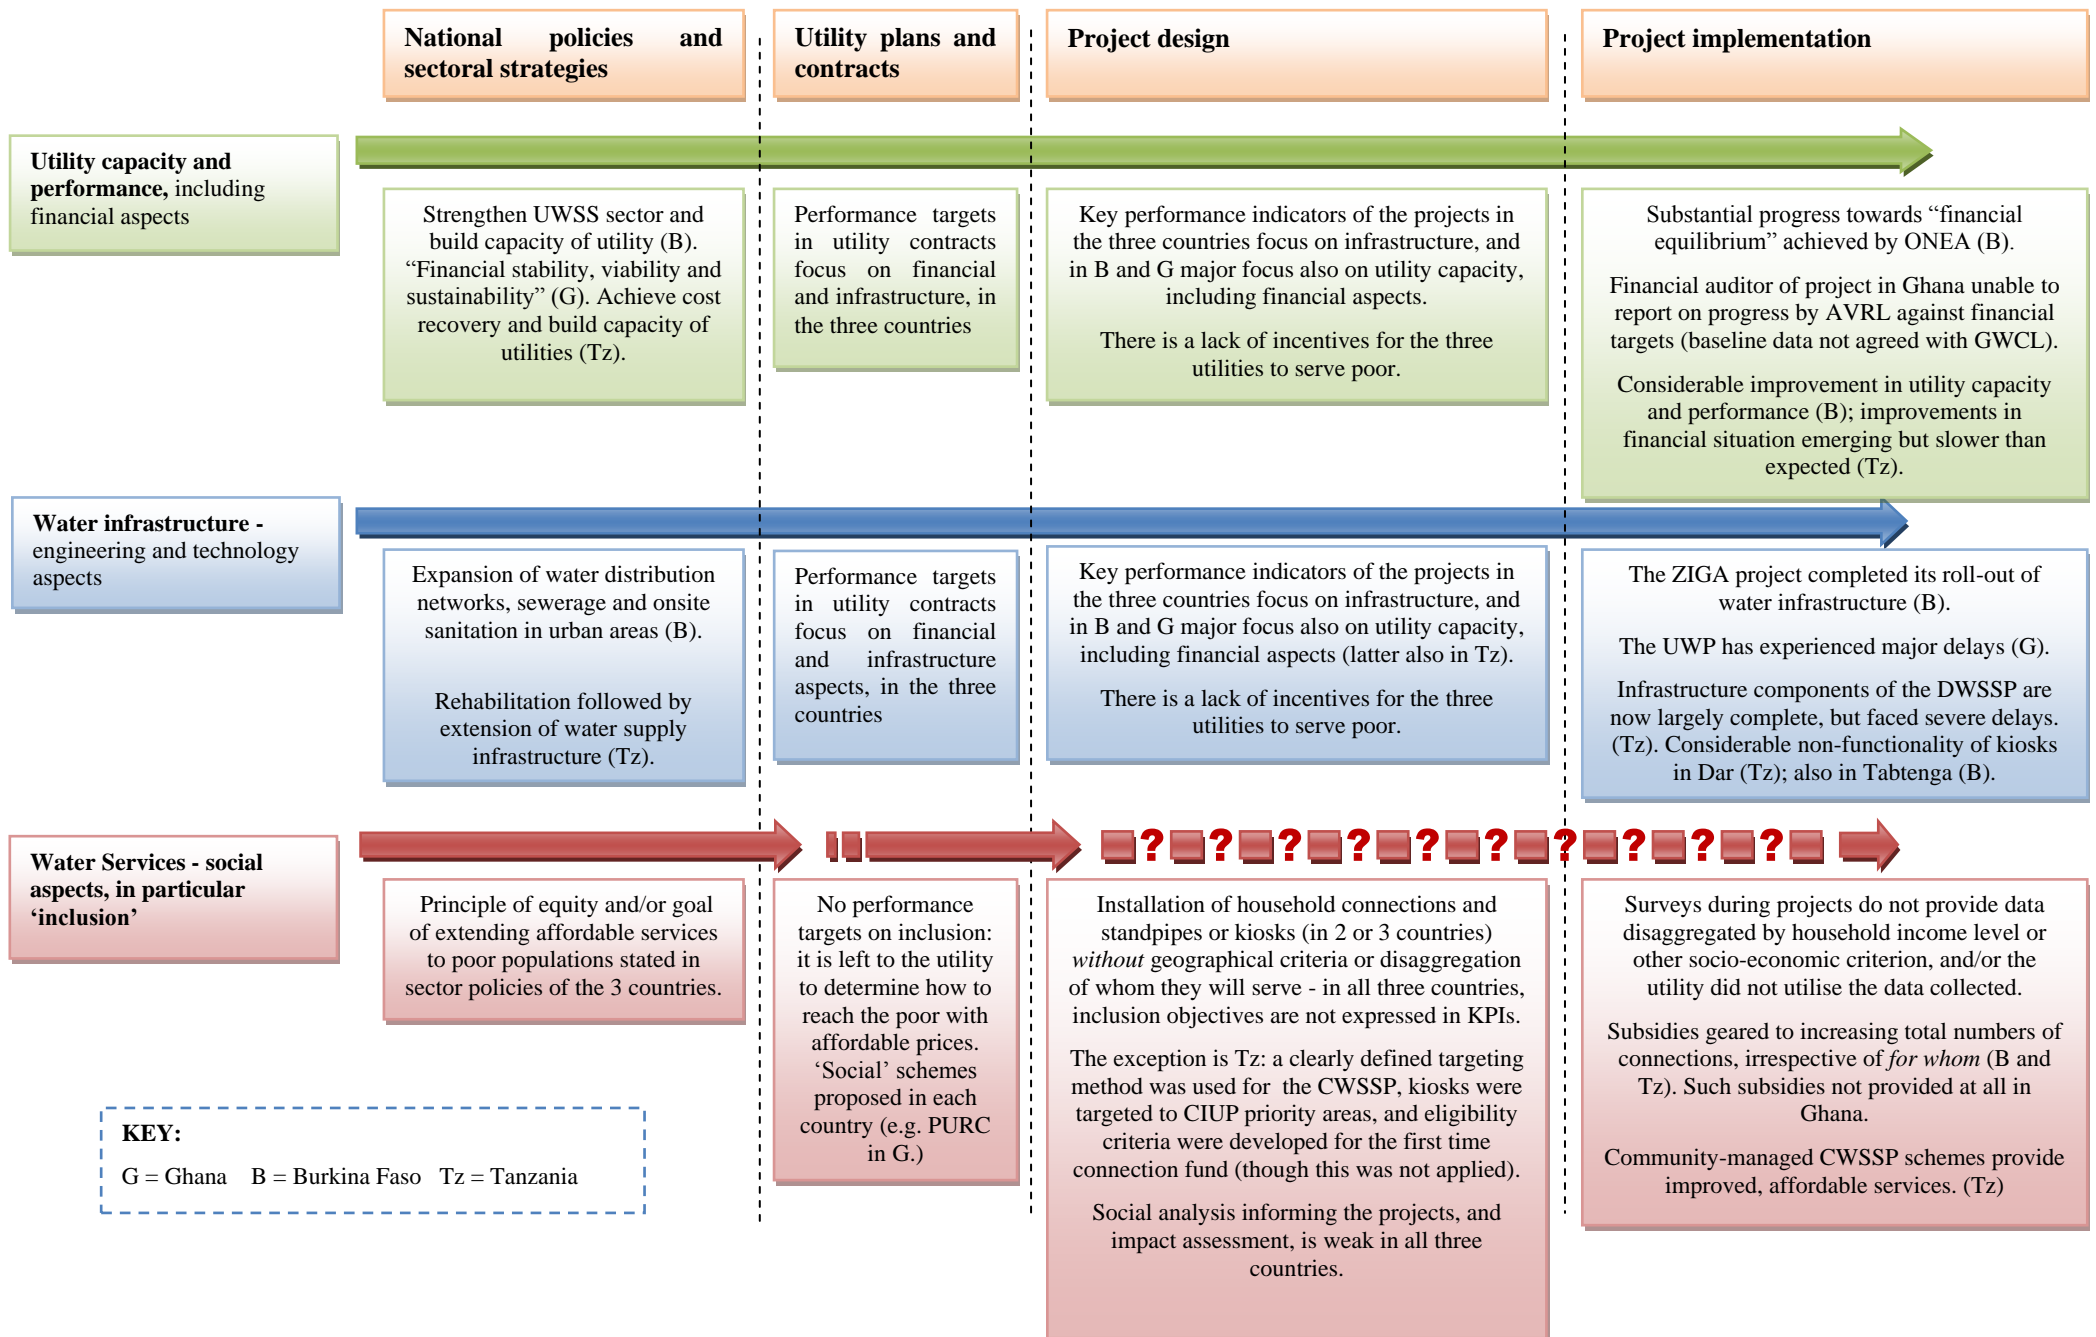 National policies and
sectoral strategies
Utility plans and
contracts
Project design
Project implementation
Utility capacity and
performance, including
financial aspects
Strengthen UWSS sector and
build capacity of utility (B).
“Financial stability, viability and
sustainability” (G). Achieve cost
recovery and build capacity of
utilities (Tz).
Performance targets
in utility contracts
focus on financial
and infrastructure, in
the three countries
Key performance indicators of the projects in
the three countries focus on infrastructure, and
in B and G major focus also on utility capacity,
including financial aspects.
There is a lack of incentives for the three
utilities to serve poor.
Substantial progress towards “financial
equilibrium” achieved by ONEA (B).
Financial auditor of project in Ghana unable to
report on progress by AVRL against financial
targets (baseline data not agreed with GWCL).
Considerable improvement in utility capacity
and performance (B); improvements in
financial situation emerging but slower than
expected (Tz).
Water infrastructure -
engineering and technology
aspects
Expansion of water distribution
networks, sewerage and onsite
sanitation in urban areas (B).
Rehabilitation followed by
extension of water supply
infrastructure (Tz).
Performance targets
in utility contracts
focus on financial
and infrastructure
aspects, in the three
countries
Key performance indicators of the projects in
the three countries focus on infrastructure, and
in B and G major focus also on utility capacity,
including financial aspects (latter also in Tz).
There is a lack of incentives for the three
utilities to serve poor.
The ZIGA project completed its roll-out of
water infrastructure (B).
The UWP has experienced major delays (G).
Infrastructure components of the DWSSP are
now largely complete, but faced severe delays.
(Tz). Considerable non-functionality of kiosks
in Dar (Tz); also in Tabtenga (B).
Water Services - social
aspects, in particular
‘inclusion’
? ? ? ? ? ? ? ? ? ?
Principle of equity and/or goal
of extending affordable services
to poor populations stated in
sector policies of the 3 countries.
No performance
targets on inclusion:
it is left to the utility
to determine how to
reach the poor with
affordable prices.
‘Social’ schemes
proposed in each
country (e.g. PURC
in G.)
Installation of household connections and
standpipes or kiosks (in 2 or 3 countries)
without geographical criteria or disaggregation
of whom they will serve - in all three countries,
inclusion objectives are not expressed in KPIs.
The exception is Tz: a clearly defined targeting
method was used for the CWSSP, kiosks were
targeted to CIUP priority areas, and eligibility
criteria were developed for the first time
connection fund (though this was not applied).
Social analysis informing the projects, and
impact assessment, is weak in all three
countries.
Surveys during projects do not provide data
disaggregated by household income level or
other socio-economic criterion, and/or the
utility did not utilise the data collected.
Subsidies geared to increasing total numbers of
connections, irrespective of for whom (B and
Tz). Such subsidies not provided at all in
Ghana.
Community-managed CWSSP schemes provide
improved, affordable services. (Tz)
KEY:
G = Ghana B = Burkina Faso Tz = Tanzania